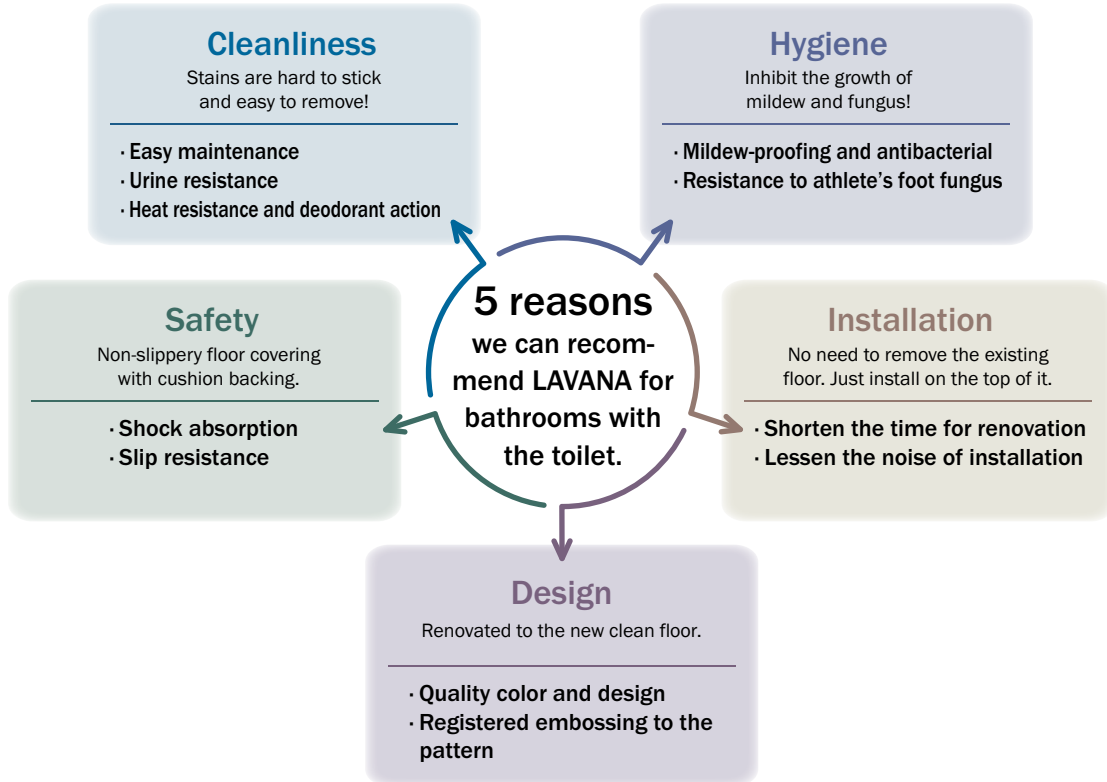 Cleanliness
Stains are hard to stick
and easy to remove!
· Easy maintenance
· Urine resistance
· Heat resistance and deodorant action
Hygiene
Inhibit the growth of
mildew and fungus!
· Mildew-proofing and antibacterial
· Resistance to athlete's foot fungus
5 reasons
we can recom-
mend LAVANA for
bathrooms with
the toilet.
Safety
Non-slippery floor covering
with cushion backing.
· Shock absorption
· Slip resistance
Installation
No need to remove the existing
floor. Just install on the top of it.
· Shorten the time for renovation
· Lessen the noise of installation
Design
Renovated to the new clean floor.
· Quality color and design
· Registered embossing to the
pattern